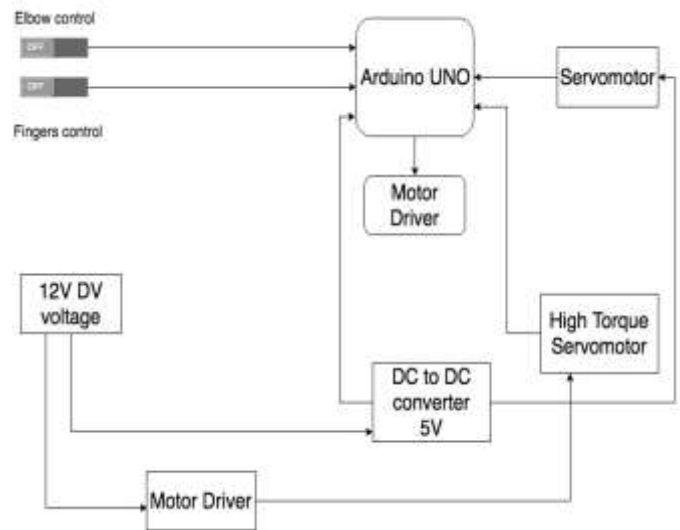 Elbow control
OFF
OFF
Fingers control
Arduino UNO
Servomotor
Motor
Driver
12V DV
voltage
High Torque
Servomotor
DC to DC
converter
5V
Motor Driver